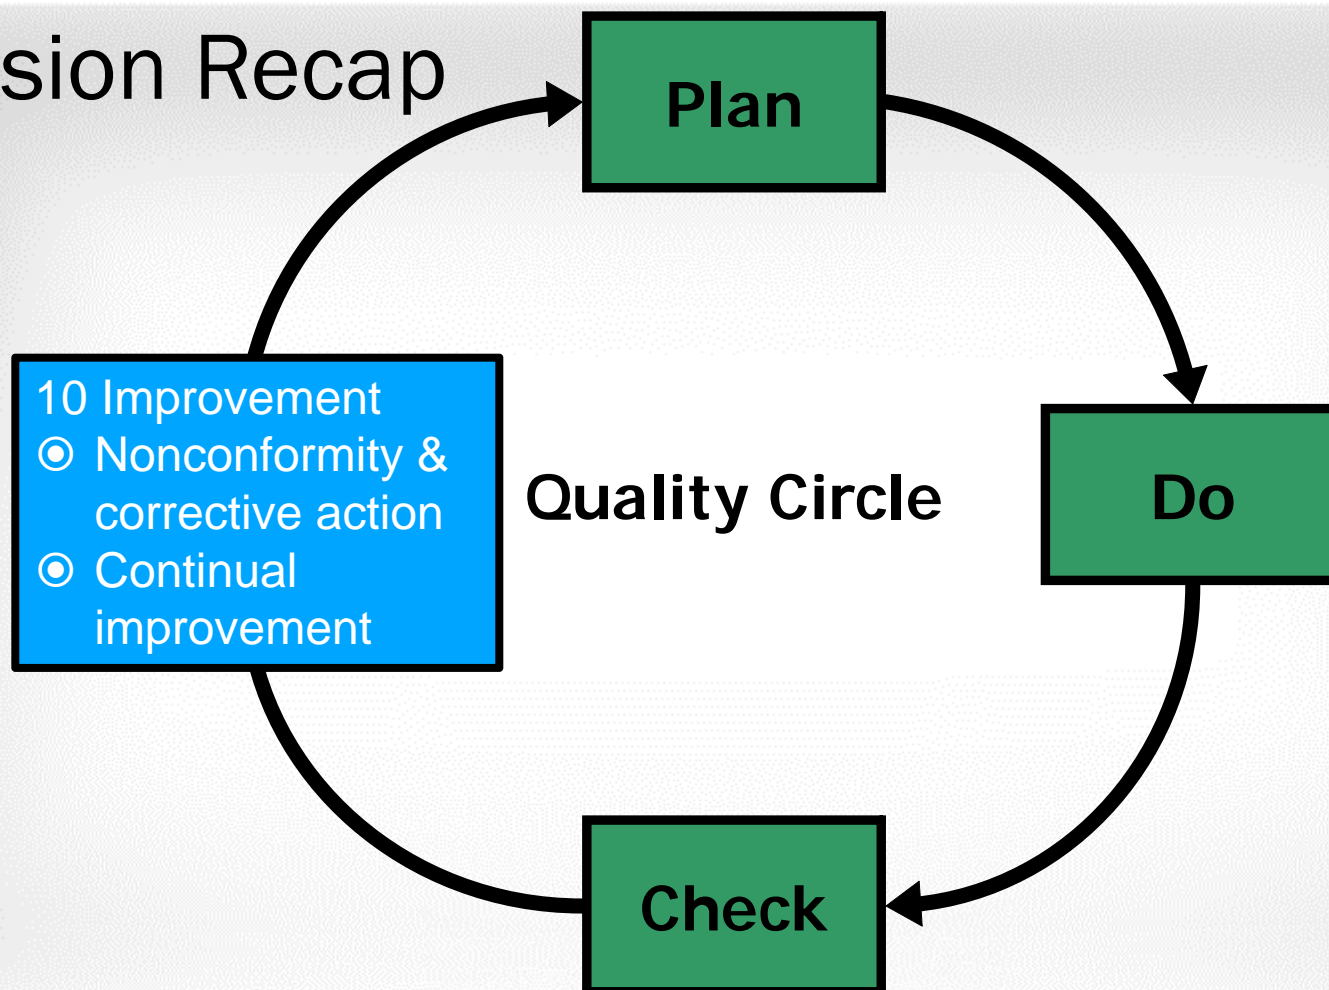 sion Recap
Plan
10 Improvement
⦿ Nonconformity &
corrective action
⦿ Continual
improvement
Quality Circle
Do
Check